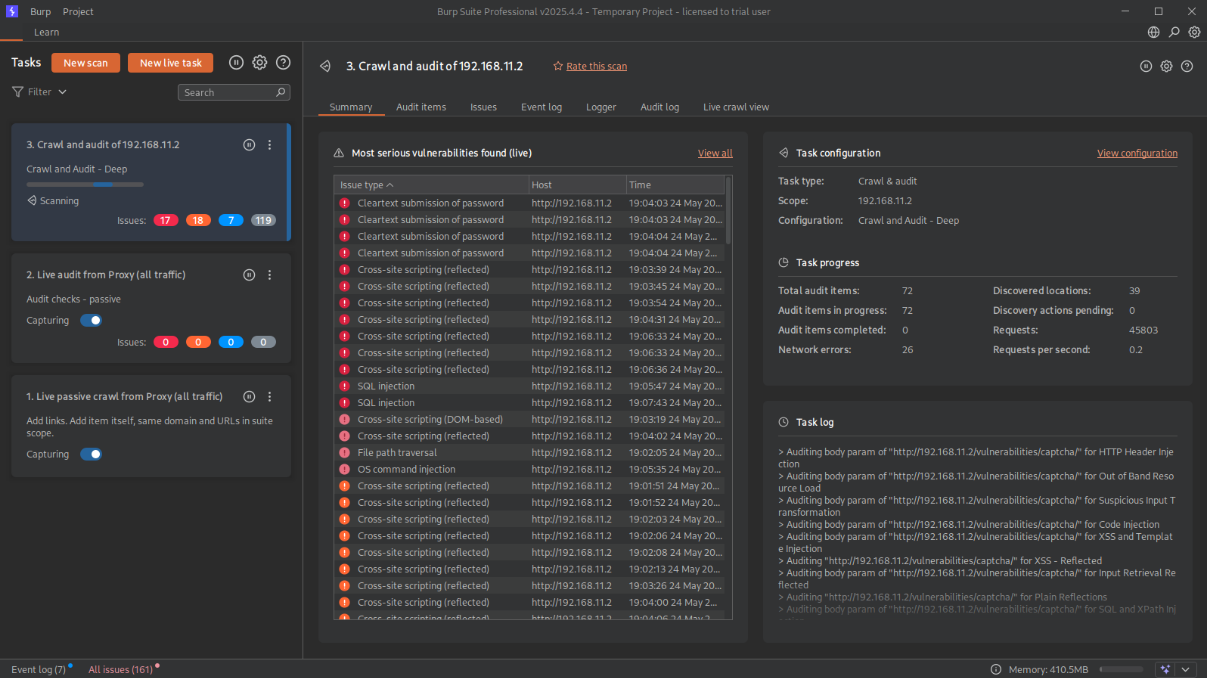 Burp Project
Burp Suite Professional v2025.4.4 - Temporary Project - licensed to trial user
Learn
Tasks New scan New live task
Filter Search
3. Crawl and audit of 192.168.11.2
Crawl and Audit - Deep
Scanning
Issues: 17 18 7 119
2. Live audit from Proxy (all traffic)
Audit checks - passive
Capturing
Issues: 0 0 0 0
1. Live passive crawl from Proxy (all traffic)
Add links. Add item itself, same domain and URLs in suite
scope.
Capturing
3. Crawl and audit of 192.168.11.2 Rate this scan
Summary Audit items Issues Event log Logger Audit log Live crawl view
Most serious vulnerabilities found (live) View all
Issue type Host Time
Cleartext submission of password http://192.168.11.2 19:04:03 24 May 20...
Cleartext submission of password http://192.168.11.2 19:04:03 24 May 20...
Cleartext submission of password http://192.168.11.2 19:04:04 24 May 2...
Cleartext submission of password http://192.168.11.2 19:04:04 24 May 2...
Cross-site scripting (reflected) http://192.168.11.2 19:03:39 24 May 20...
Cross-site scripting (reflected) http://192.168.11.2 19:03:45 24 May 20...
Cross-site scripting (reflected) http://192.168.11.2 19:03:54 24 May 20...
Cross-site scripting (reflected) http://192.168.11.2 19:04:31 24 May 20...
Cross-site scripting (reflected) http://192.168.11.2 19:06:33 24 May 20...
Cross-site scripting (reflected) http://192.168.11.2 19:06:33 24 May 20...
Cross-site scripting (reflected) http://192.168.11.2 19:06:36 24 May 20...
SQL injection http://192.168.11.2 19:05:47 24 May 20...
SQL injection http://192.168.11.2 19:07:43 24 May 20...
Cross-site scripting (DOM-based) http://192.168.11.2 19:03:19 24 May 20...
Cross-site scripting (reflected) http://192.168.11.2 19:04:02 24 May 20...
File path traversal http://192.168.11.2 19:02:05 24 May 20...
OS command injection http://192.168.11.2 19:05:35 24 May 20...
Cross-site scripting (reflected) http://192.168.11.2 19:01:51 24 May 20...
Cross-site scripting (reflected) http://192.168.11.2 19:01:52 24 May 20...
Cross-site scripting (reflected) http://192.168.11.2 19:02:03 24 May 20...
Cross-site scripting (reflected) http://192.168.11.2 19:02:06 24 May 20...
Cross-site scripting (reflected) http://192.168.11.2 19:02:08 24 May 20...
Cross-site scripting (reflected) http://192.168.11.2 19:02:13 24 May 20...
Cross-site scripting (reflected) http://192.168.11.2 19:03:26 24 May 20...
Cross-site scripting (reflected) http://192.168.11.2 19:04:00 24 May 2...
Cross-site scripting (reflected) http://192.168.11.2 19:04:06 24 May 2...
Task configuration View configuration
Task type: Crawl & audit
Scope: 192.168.11.2
Configuration: Crawl and Audit - Deep
Task progress
Total audit items: 72 Discovered locations: 39
Audit items in progress: 72 Discovery actions pending: 0
Audit items completed: 0 Requests: 45803
Network errors: 26 Requests per second: 0.2
Task log
> Auditing body param of "http://192.168.11.2/vulnerabilities/captcha/" for HTTP Header Inje
ction
> Auditing body param of "http://192.168.11.2/vulnerabilities/captcha/" for Out of Band Reso
urce Load
> Auditing body param of "http://192.168.11.2/vulnerabilities/captcha/" for Suspicious Input T
ransformation
> Auditing body param of "http://192.168.11.2/vulnerabilities/captcha/" for Code Injection
> Auditing body param of "http://192.168.11.2/vulnerabilities/captcha/" for XSS and Templat
e Injection
> Auditing "http://192.168.11.2/vulnerabilities/captcha/" for XSS - Reflected
> Auditing body param of "http://192.168.11.2/vulnerabilities/captcha/" for Input Retrieval Re
flected
> Auditing "http://192.168.11.2/vulnerabilities/captcha/" for Plain Reflections
> Auditing body param of "http://192.168.11.2/vulnerabilities/captcha/" for SQL and XPath Inj
Event log (7) All issues (161) Memory: 410.5MB